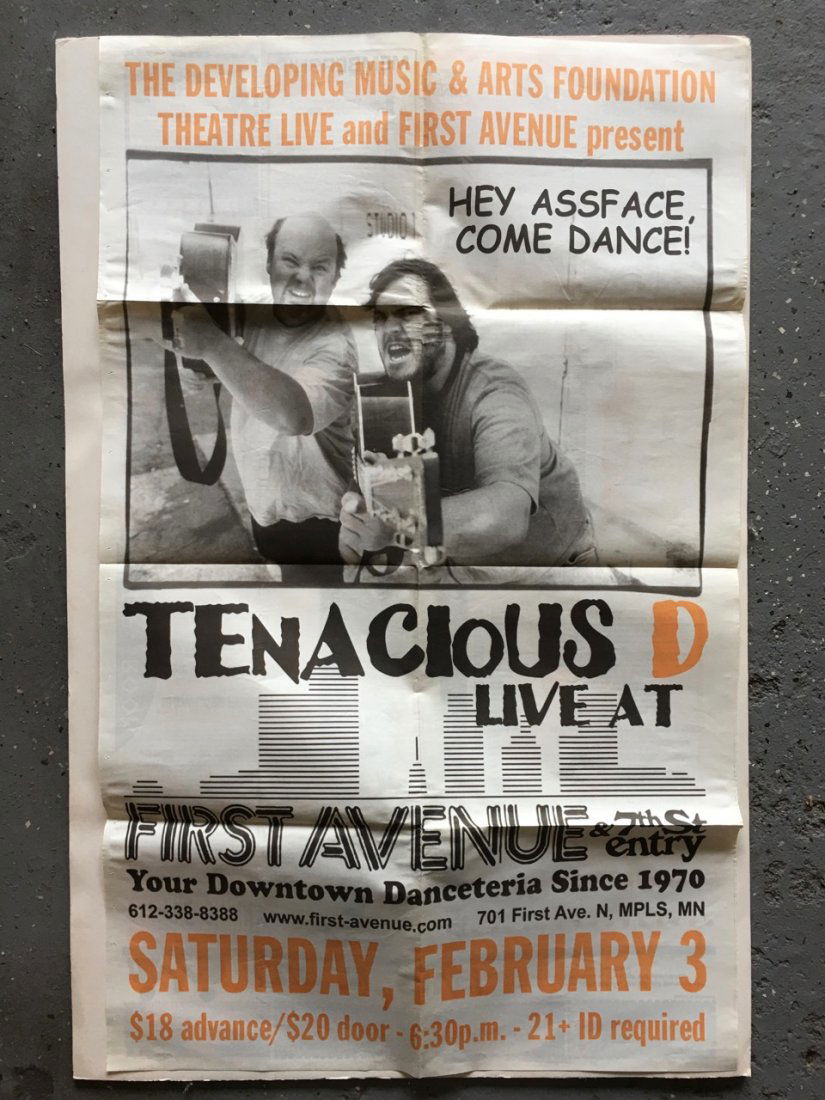 THE DEVELOPING MUSIC & ARTS FOUNDATION
THEATRE LIVE and FIRST AVENUE present
STUDIO 1
HEY ASSFACE,
COME DANCE!
TENACIOUS D
LIVE AT
FIRST AVENUE & 7th St entry
Your Downtown Danceteria Since 1970
612-338-8388 www.first-avenue.com 701 First Ave. N, MPLS, MN
SATURDAY, FEBRUARY 3
$18 advance/$20 door - 6:30p.m. - 21+ ID required